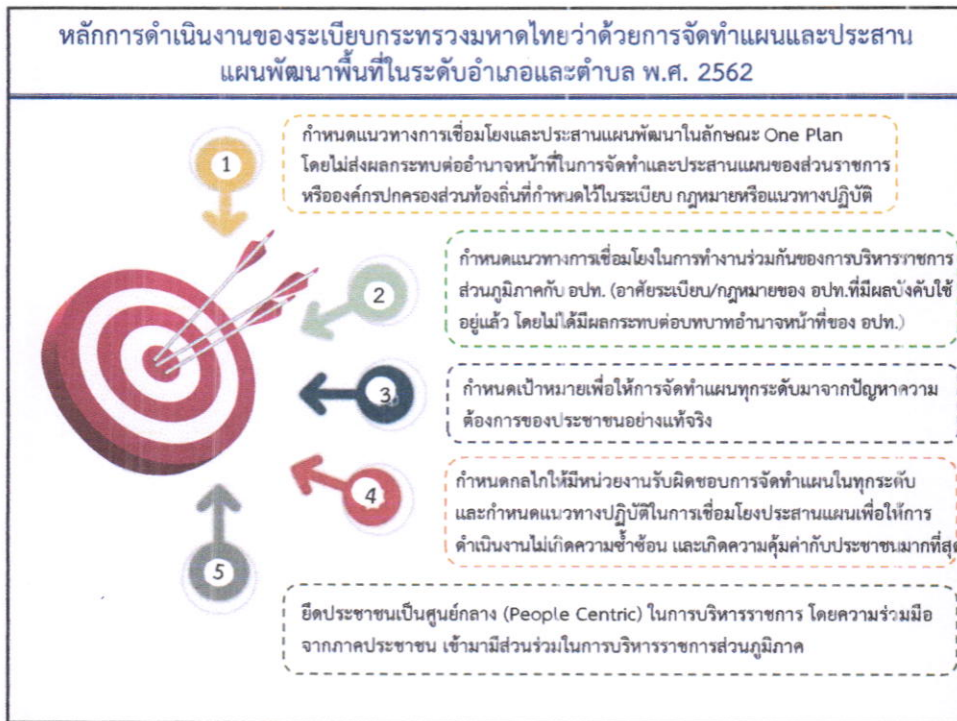 หลักการดำเนินงานของระเบียบกระทรวงมหาดไทยว่าด้วยการจัดทำแผนและประสาน
แผนพัฒนาพื้นที่ในระดับอำเภอและตำบล พ.ศ. 2562
1
กำหนดแนวทางการเชื่อมโยงและประสานแผนพัฒนาในลักษณะ One Plan
โดยไม่ส่งผลกระทบต่ออำนาจหน้าที่ในการจัดทำและประสานแผนของส่วนราชการ
หรือองค์กรปกครองส่วนท้องถิ่นที่กำหนดไว้ในระเบียบ กฎหมายหรือแนวทางปฏิบัติ
2
กำหนดแนวทางการเชื่อมโยงในการทำงานร่วมกันของการบริหารราชการ
ส่วนภูมิภาคกับ อปท. (อาศัยระเบียบ/กฎหมายของ อปท.ที่มีผลบังคับใช้
อยู่แล้ว โดยไม่ได้มีผลกระทบต่อบทบาทอำนาจหน้าที่ของ อปท.)
3
กำหนดเป้าหมายเพื่อให้การจัดทำแผนทุกระดับมาจากปัญหาความ
ต้องการของประชาชนอย่างแท้จริง
4
กำหนดกลไกให้มีหน่วยงานรับผิดชอบการจัดทำแผนในทุกระดับ
และกำหนดแนวทางปฏิบัติในการเชื่อมโยงประสานแผนเพื่อให้การ
ดำเนินงานไม่เกิดความซ้ำซ้อน และเกิดความคุ้มค่ากับประชาชนมากที่สุด
5
ยึดประชาชนเป็นศูนย์กลาง (People Centric) ในการบริหารราชการ โดยความร่วมมือ
จากภาคประชาชน เข้ามามีส่วนร่วมในการบริหารราชการส่วนภูมิภาค